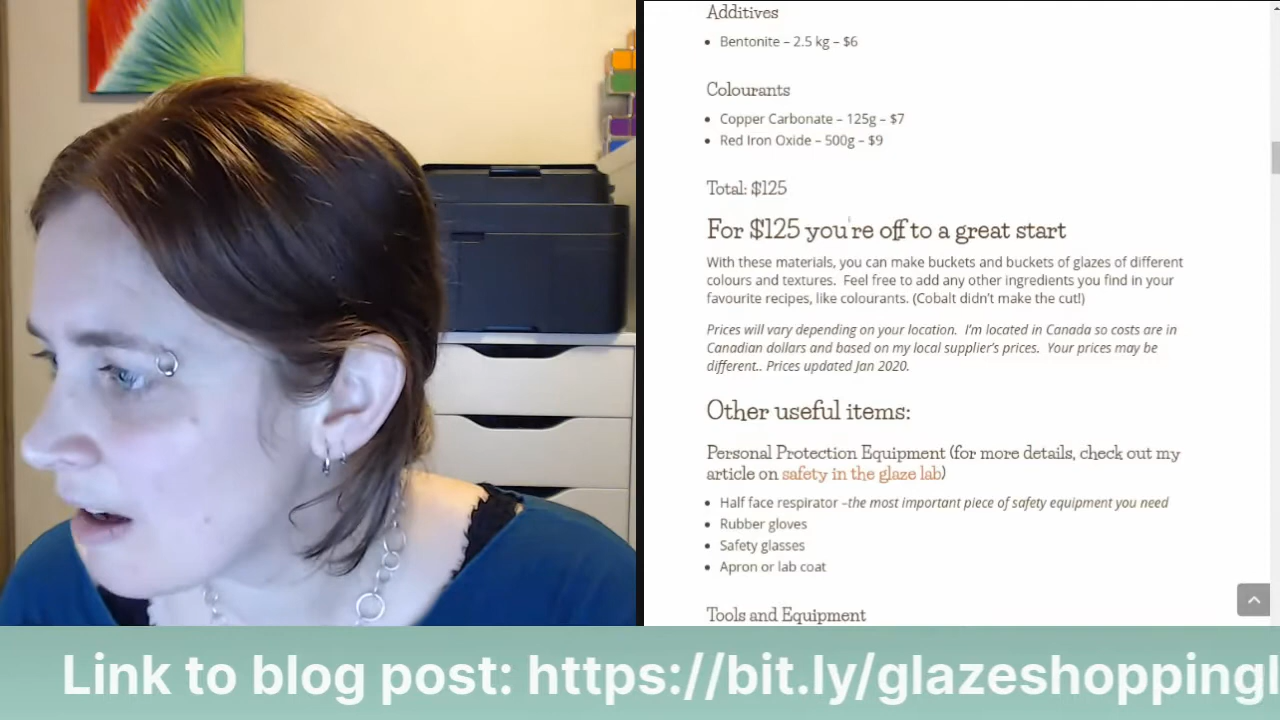 Additives
• Bentonite – 2.5 kg – $6
Colourants
• Copper Carbonate – 125g – $7
• Red Iron Oxide – 500g – $9
Total: $125
For $125 you're off to a great start
With these materials, you can make buckets and buckets of glazes of different
colours and textures. Feel free to add any other ingredients you find in your
favourite recipes, like colourants. (Cobalt didn't make the cut!)
Prices will vary depending on your location. I'm located in Canada so costs are in
Canadian dollars and based on my local supplier's prices. Your prices may be
different.. Prices updated Jan 2020.
Other useful items:
Personal Protection Equipment (for more details, check out my
article on safety in the glaze lab)
• Half face respirator –the most important piece of safety equipment you need
• Rubber gloves
• Safety glasses
• Apron or lab coat
Tools and Equipment
Link to blog post: https://bit.ly/glazeshoppingl